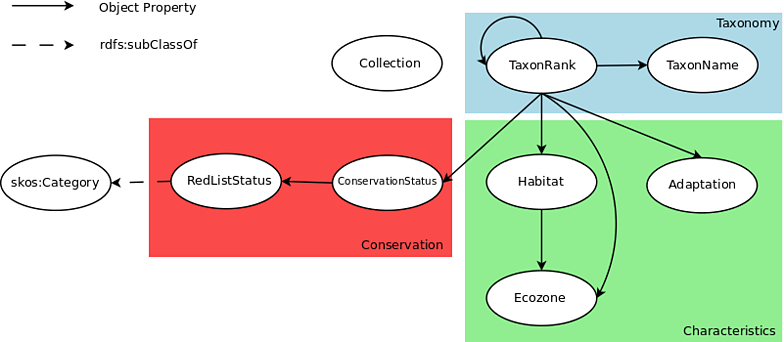 Object Property
rdfs:subClassOf
Taxonomy
Collection
TaxonRank
TaxonName
skos:Category
RedListStatus
ConservationStatus
Habitat
Adaptation
Conservation
Ecozone
Characteristics